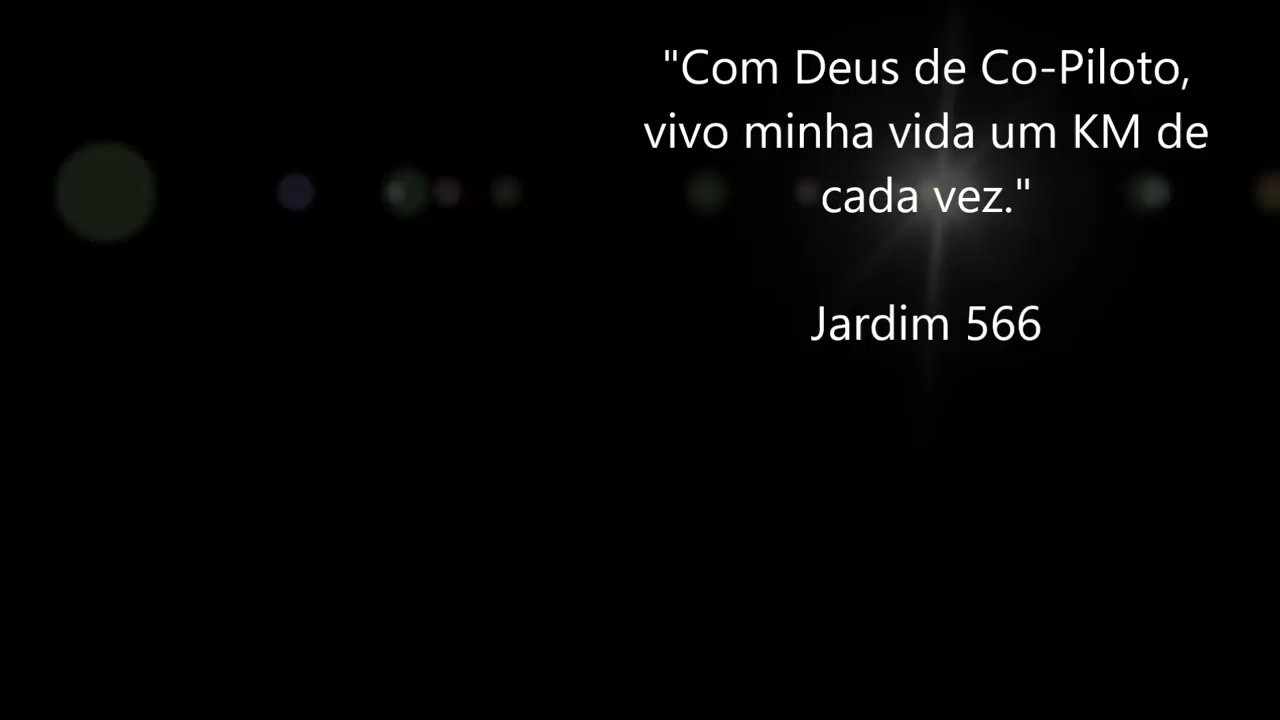 "Com Deus de Co-Piloto,
vivo minha vida um KM de
cada vez."
Jardim 566